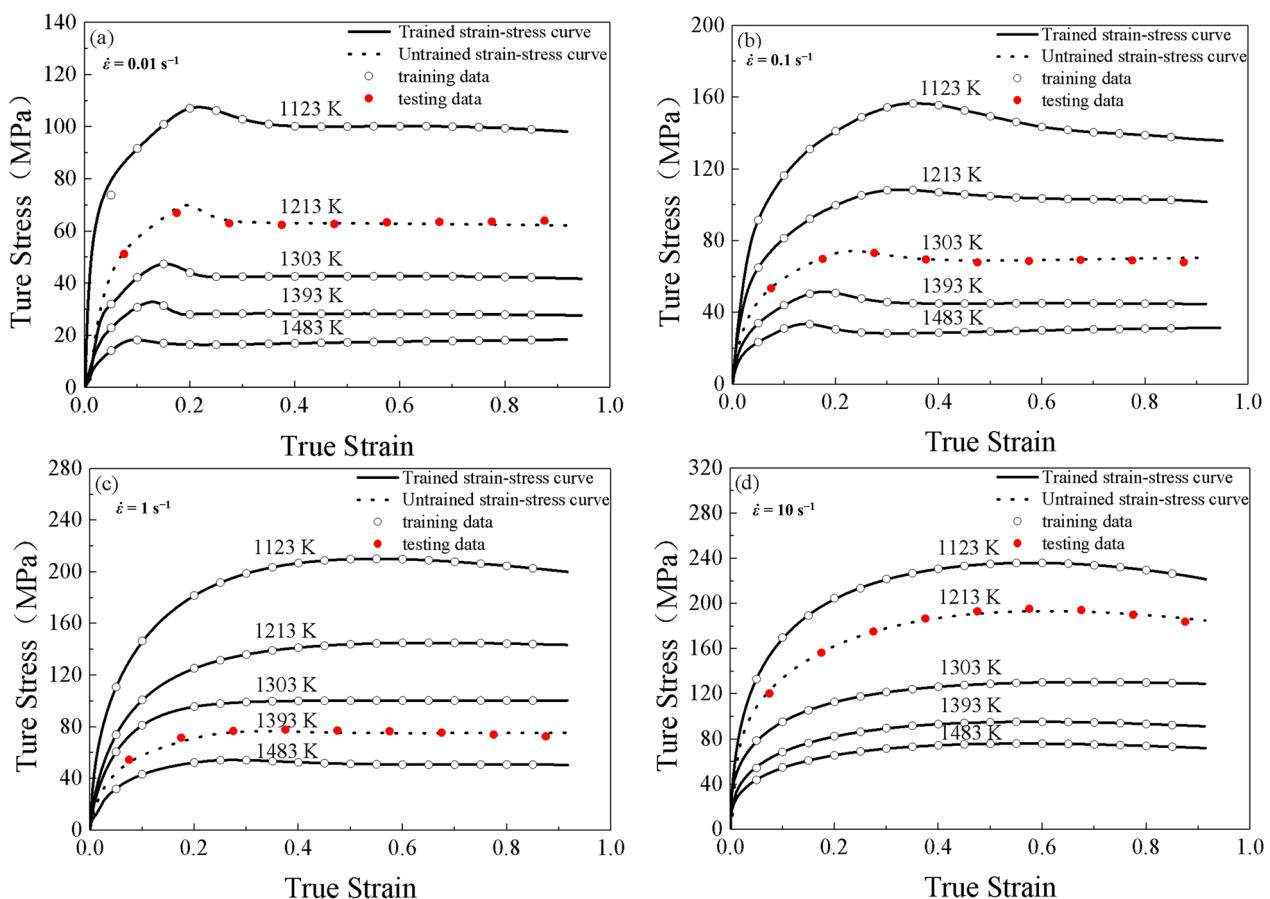 (a)
ε̇ = 0.01 s⁻¹
Trained strain-stress curve
Untrained strain-stress curve
training data
testing data
1123 K
1213 K
1303 K
1393 K
1483 K
140
120
100
80
60
40
20
0
0.0 0.2 0.4 0.6 0.8 1.0
Ture Stress（MPa）
True Strain
(b)
ε̇ = 0.1 s⁻¹
Trained strain-stress curve
Untrained strain-stress curve
training data
testing data
1123 K
1213 K
1303 K
1393 K
1483 K
200
160
120
80
40
0
0.0 0.2 0.4 0.6 0.8 1.0
Ture Stress（MPa）
True Strain
(c)
ε̇ = 1 s⁻¹
Trained strain-stress curve
Untrained strain-stress curve
training data
testing data
1123 K
1213 K
1303 K
1393 K
1483 K
280
240
200
160
120
80
40
0
0.0 0.2 0.4 0.6 0.8 1.0
Ture Stress（MPa）
True Strain
(d)
ε̇ = 10 s⁻¹
Trained strain-stress curve
Untrained strain-stress curve
training data
testing data
1123 K
1213 K
1303 K
1393 K
1483 K
320
280
240
200
160
120
80
40
0
0.0 0.2 0.4 0.6 0.8 1.0
Ture Stress（MPa）
True Strain